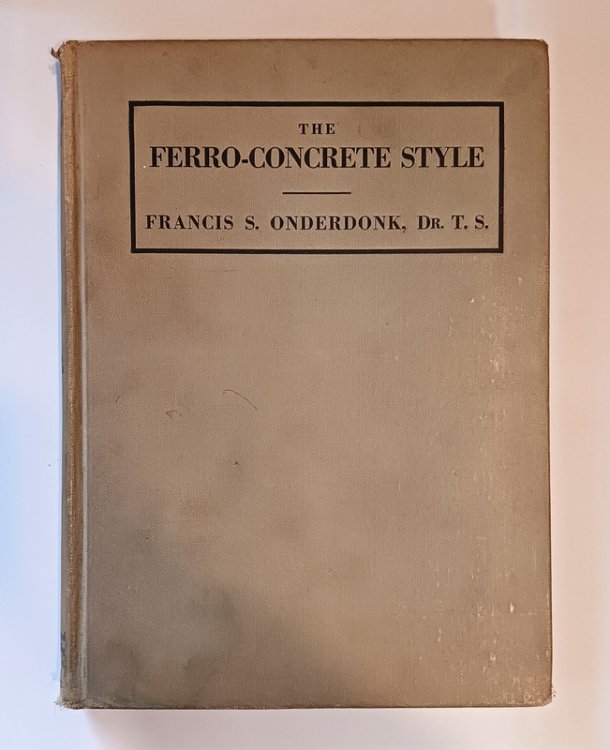 THE
FERRO-CONCRETE STYLE
FRANCIS S. ONDERDONK, DR. T. S.